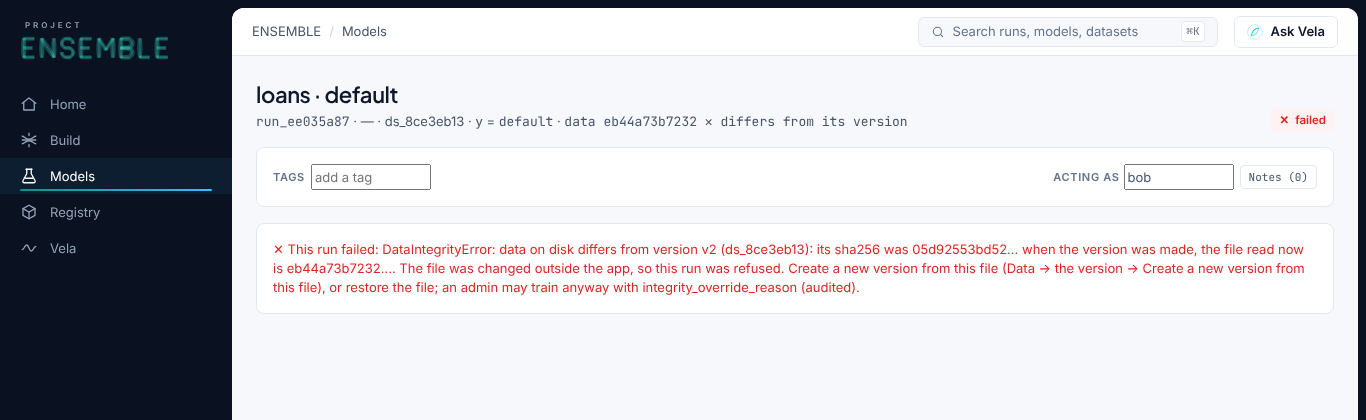 PROJECT
ENSEMBLE
Home
Build
Models
Registry
Vela
ENSEMBLE / Models
Search runs, models, datasets
⌘K
Ask Vela
loans · default
run_ee035a87 · — · ds_8ce3eb13 · y = default · data eb44a73b7232 × differs from its version
✕ failed
TAGS
add a tag
ACTING AS
bob
Notes (0)
✕ This run failed: DataIntegrityError: data on disk differs from version v2 (ds_8ce3eb13): its sha256 was 05d92553bd52… when the version was made, the file read now
is eb44a73b7232…. The file was changed outside the app, so this run was refused. Create a new version from this file (Data → the version → Create a new version from
this file), or restore the file; an admin may train anyway with integrity_override_reason (audited).